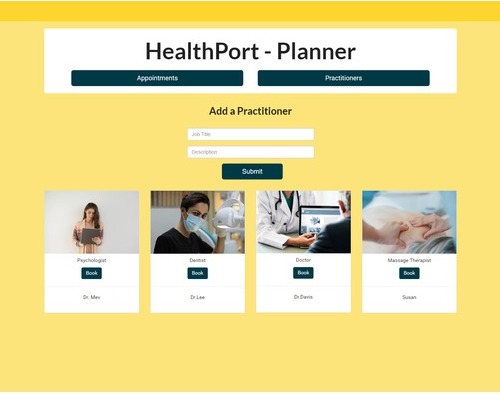 HealthPort - Planner
Appointments Practitioners
Add a Practitioner
Job Title
Description
Submit
Psychologist Dentist Doctor Massage Therapist
Book Book Book Book
Dr. Mev Dr.Lee Dr.Davis Susan